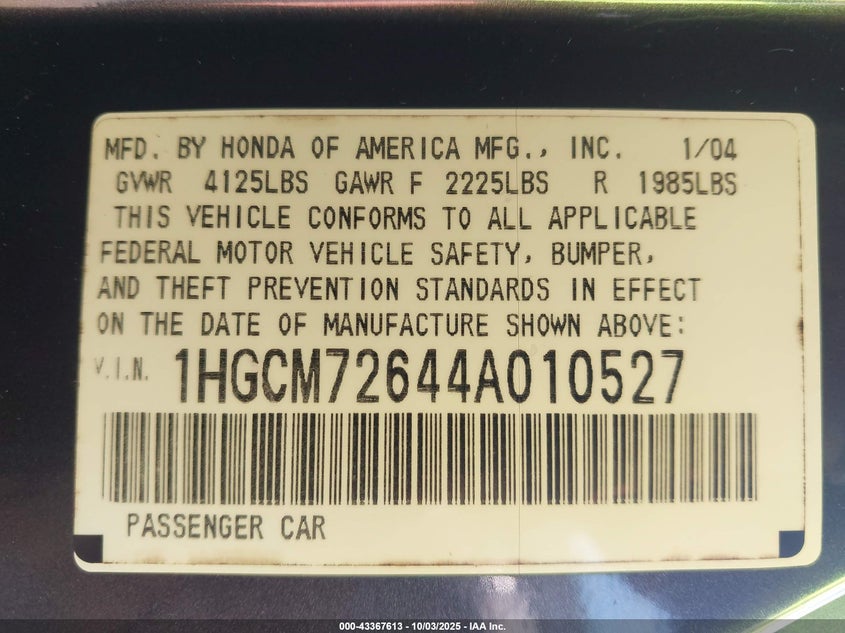 MFD. BY HONDA OF AMERICA MFG., INC. 1/04
GVWR 4125LBS GAWR F 2225LBS R 1985LBS
THIS VEHICLE CONFORMS TO ALL APPLICABLE
FEDERAL MOTOR VEHICLE SAFETY, BUMPER,
AND THEFT PREVENTION STANDARDS IN EFFECT
ON THE DATE OF MANUFACTURE SHOWN ABOVE:
V.I.N. 1HGCM72644A010527
PASSENGER CAR
000-43367613 - 10/03/2025 - IAA Inc.